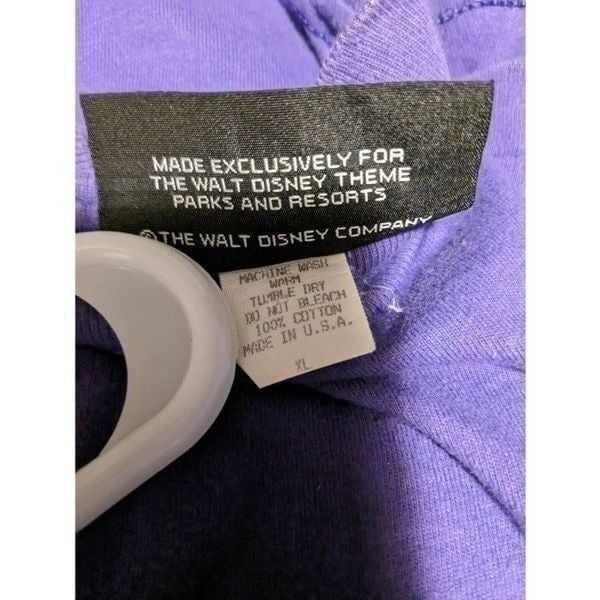 MADE EXCLUSIVELY FOR
THE WALT DISNEY THEME
PARKS AND RESORTS
©THE WALT DISNEY COMPANY
MACHINE WASH
WARM
TUMBLE DRY
DO NOT BLEACH
100% COTTON
MADE IN U.S.A.
XL